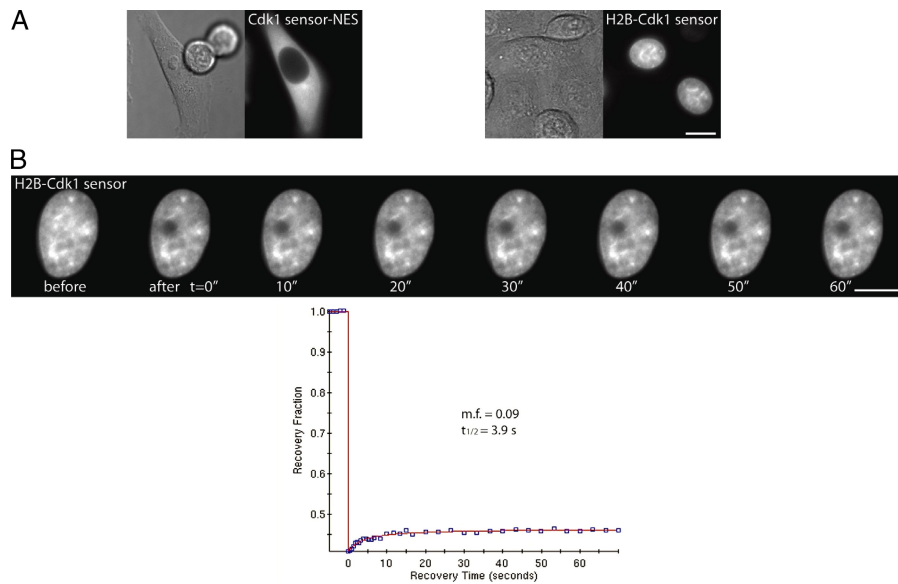 A
Cdk1 sensor-NES
H2B-Cdk1 sensor
B
H2B-Cdk1 sensor
before
after t=0"
10"
20"
30"
40"
50"
60"
1.0
0.9
0.8
0.7
0.6
0.5
Recovery Fraction
m.f. = 0.09
t1/2 = 3.9 s
0 10 20 30 40 50 60
Recovery Time (seconds)